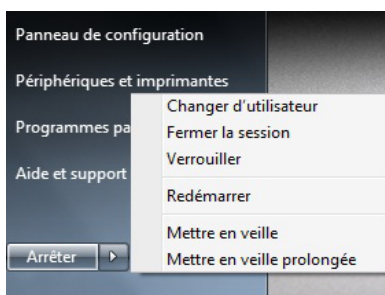 Panneau de configuration
Périphériques et imprimantes
Programmes pa
Aide et support
Arrêter
Changer d'utilisateur
Fermer la session
Verrouiller
Redémarrer
Mettre en veille
Mettre en veille prolongée